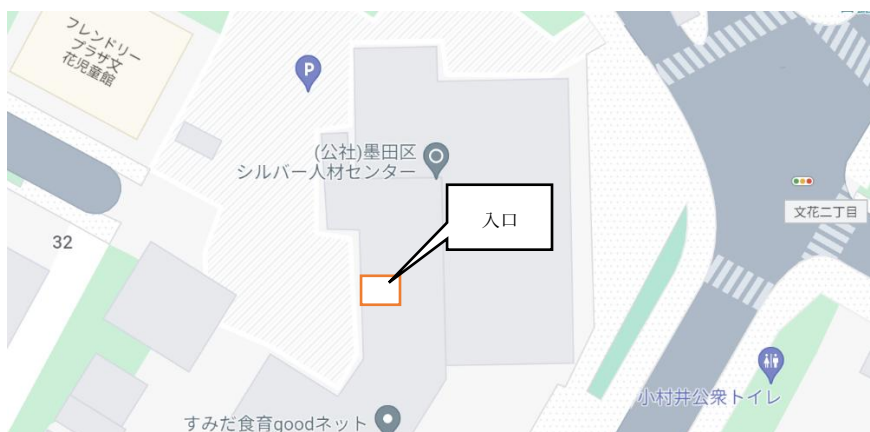 フレンドリー
プラザ文
花児童館
P
(公社)墨田区
シルバー人材センター
入口
文花二丁目
32
小村井公衆トイレ
すみだ食育goodネット